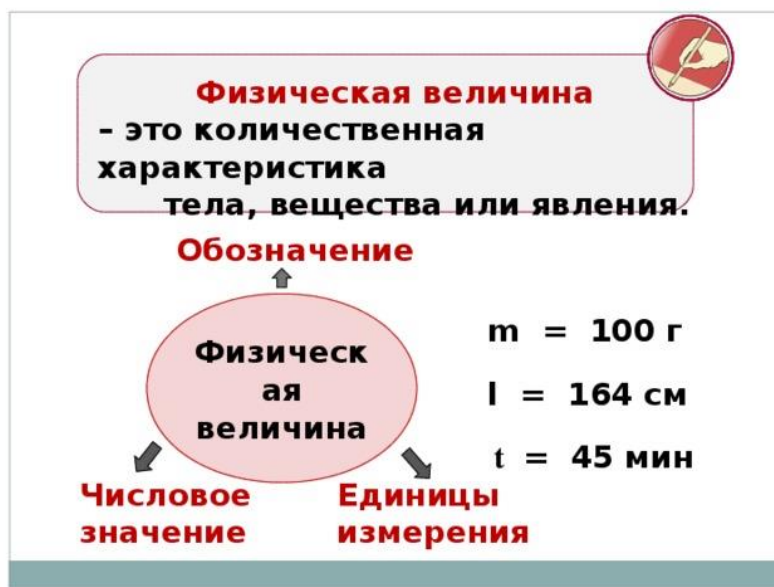 Физическая величина
– это количественная
характеристика
тела, вещества или явления.
Обозначение
Физическ
ая
величина
m = 100 г
l = 164 см
t = 45 мин
Числовое
значение
Единицы
измерения